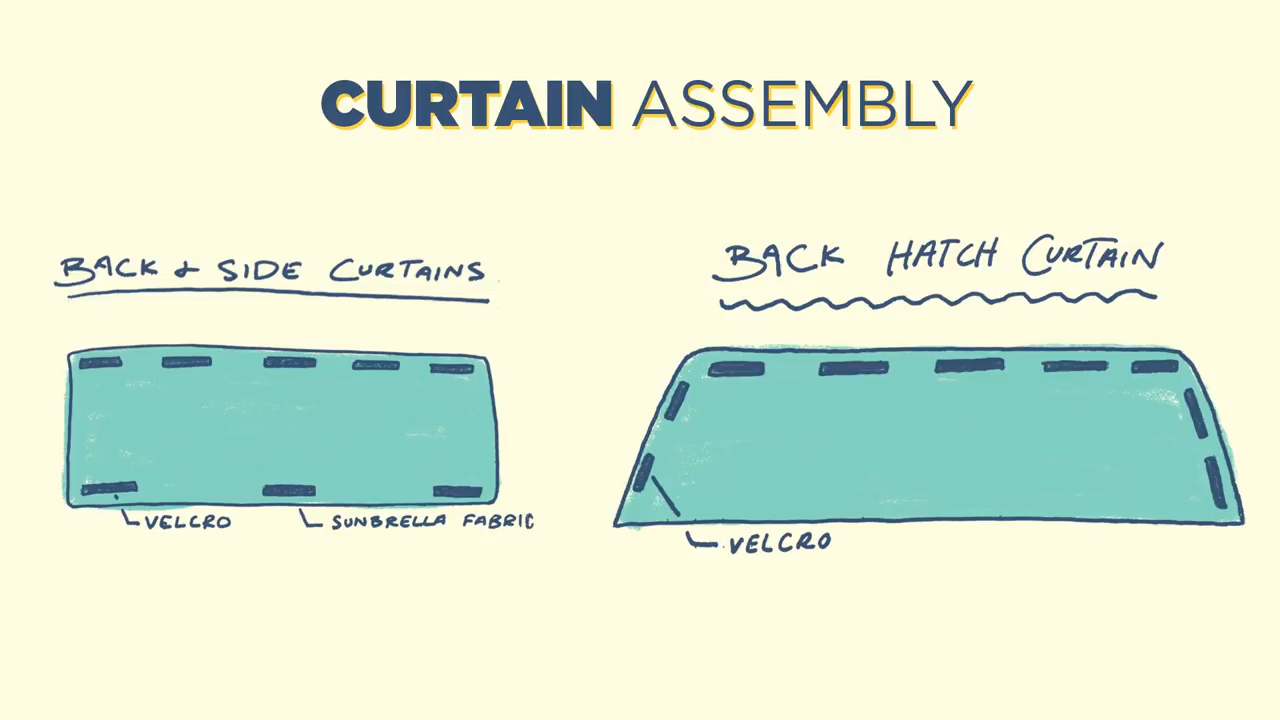 CURTAIN ASSEMBLY
BACK & SIDE CURTAINS
BACK HATCH CURTAIN
VELCRO
SUNBRELLA FABRIC
VELCRO